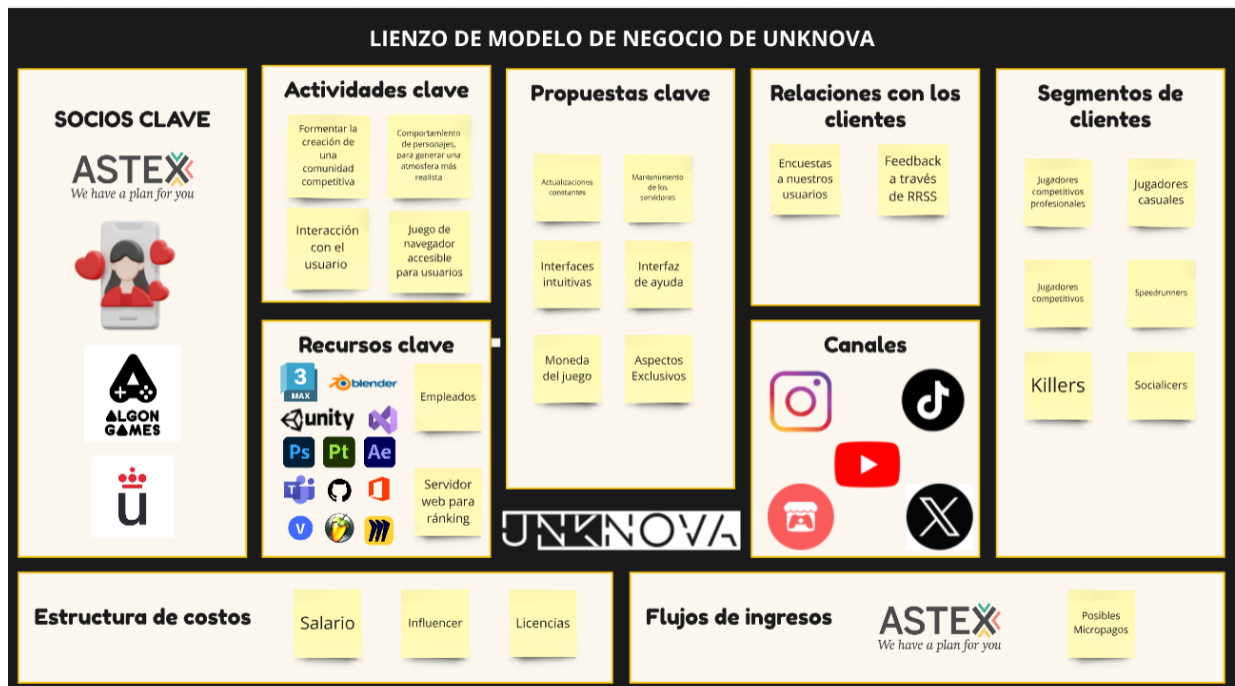 LIENZO DE MODELO DE NEGOCIO DE UNKNOVA
SOCIOS CLAVE
ASTEX
We have a plan for you
ALGON
GAMES
u
Actividades clave
Formentar la
creación de
una
comunidad
competitiva
Comportamiento
de personajes,
para generar una
atmósfera más
realista
Interacción
con el
usuario
Juego de
navegador
accesible
para usuarios
Recursos clave
3
MAX
blender
unity
Ps
Pt
Ae
T
V
Empleados
Servidor
web para
ránking
Propuestas clave
Actualizaciones
constantes
Mantenimiento
de los
servidores
Interfaces
intuitivas
Interfaz
de ayuda
Moneda
del juego
Aspectos
Exclusivos
UNKNOVA
Relaciones con los
clientes
Encuestas
a nuestros
usuarios
Feedback
a través
de RRSS
Canales
X
Segmentos de
clientes
Jugadores
competitivos
profesionales
Jugadores
casuales
Jugadores
competitivos
Speedrunners
Killers
Socialicers
Estructura de costos
Salario
Influencer
Licencias
Flujos de ingresos
ASTEX
We have a plan for you
Posibles
Micropagos